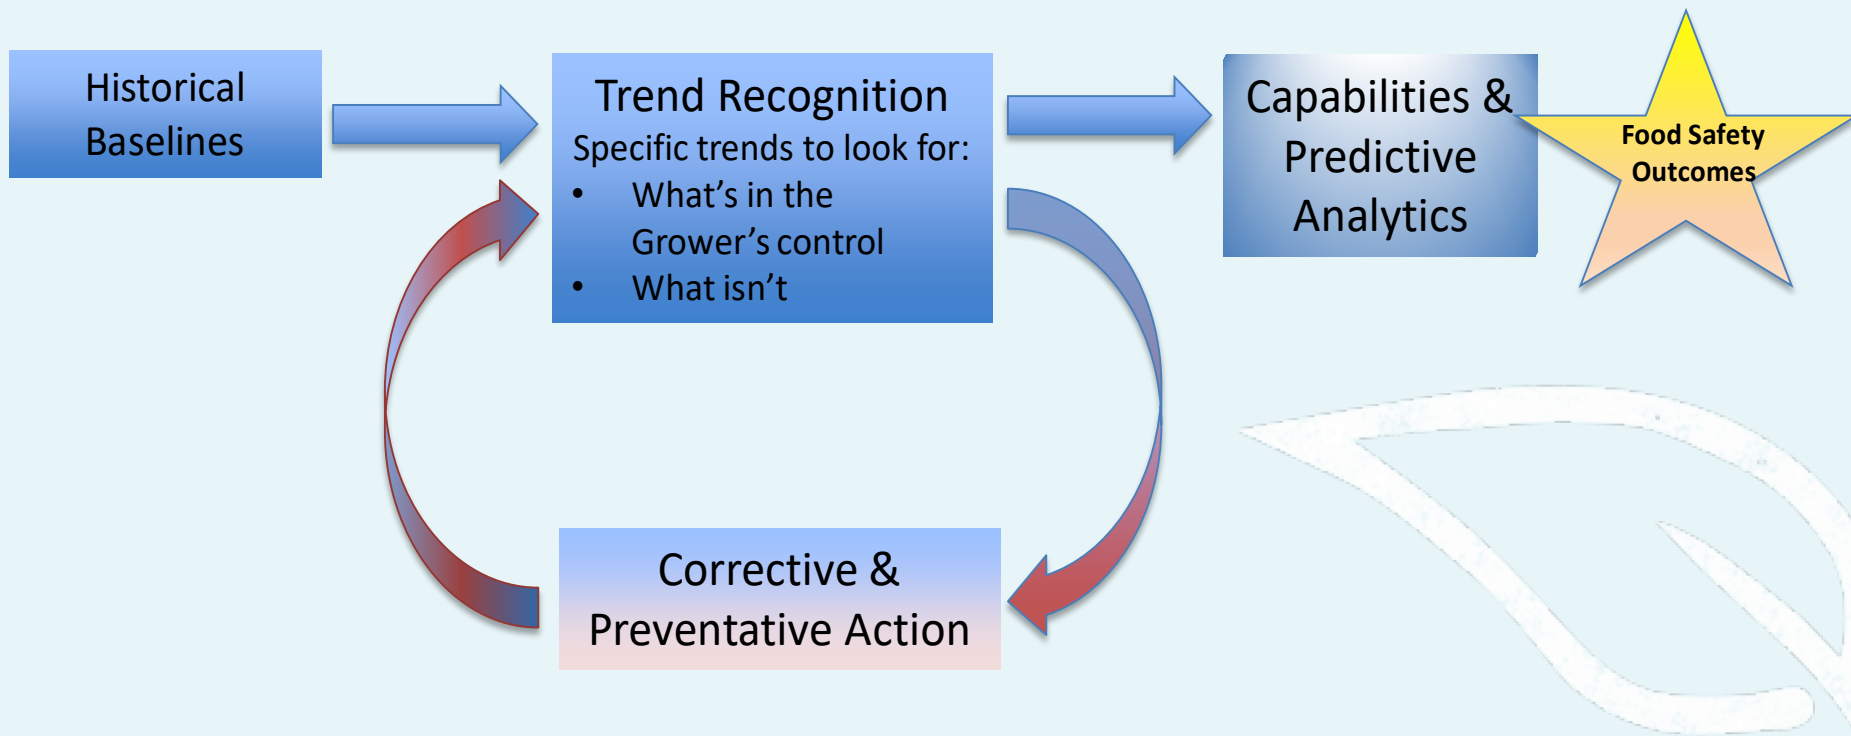 Historical
Baselines
Trend Recognition
Specific trends to look for:
• What’s in the
Grower’s control
• What isn’t
Capabilities &
Predictive
Analytics
Food Safety
Outcomes
Corrective &
Preventative Action